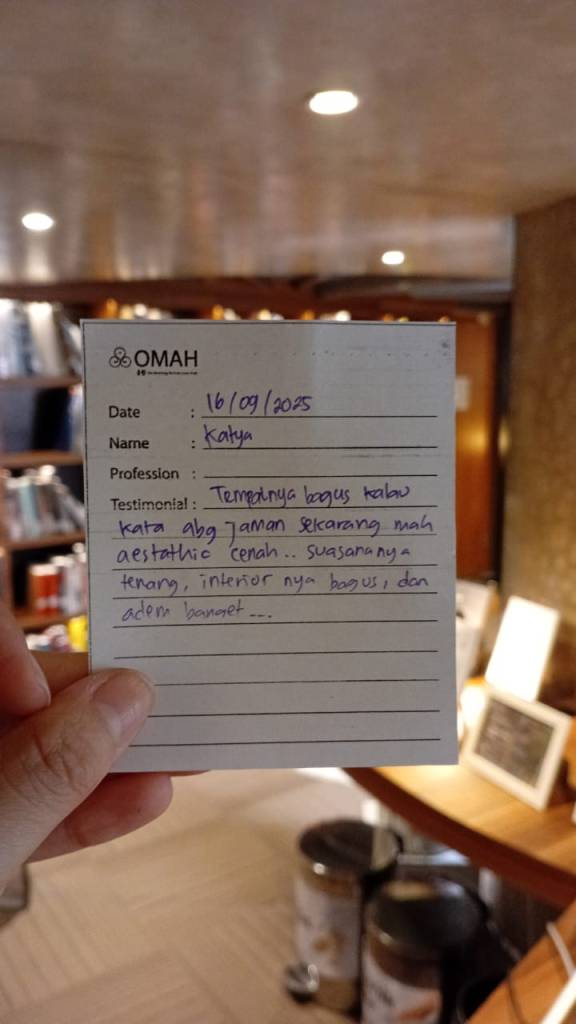 OMAH
Date : 16/09/2025
Name : Katya
Profession :
Testimonial : Tempatnya bagus kalau
kata abg jaman sekarang mah
aestathic cenah.. suasananya
tenang, interior nya bagus, dan
adem banget...